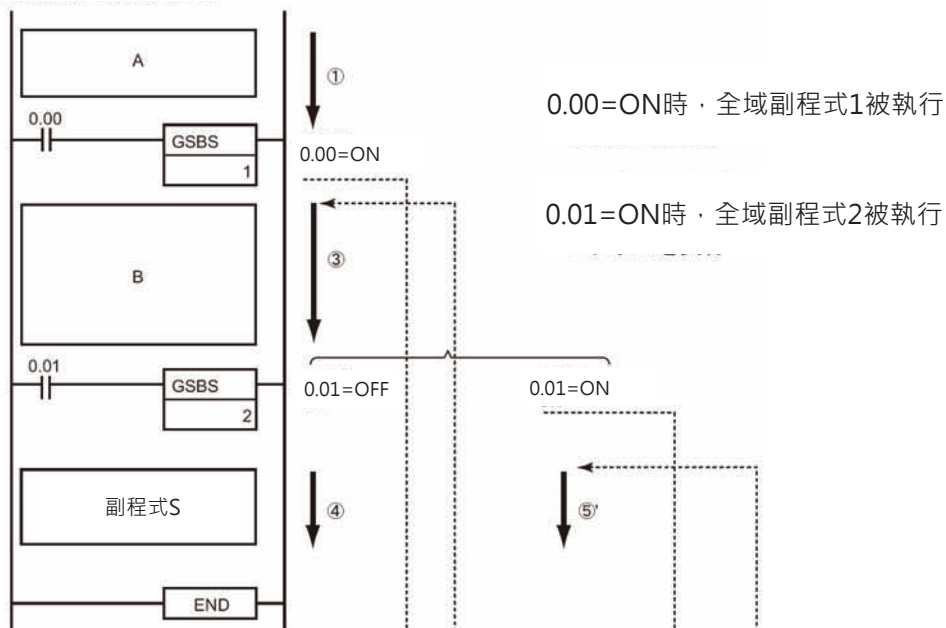 A
①
0.00=ON時,全域副程式1被執行
0.00
GSBS
1
0.00=ON
0.01=ON時,全域副程式2被執行
B
③
0.01
GSBS
2
0.01=OFF
0.01=ON
副程式S
④
⑤'
END